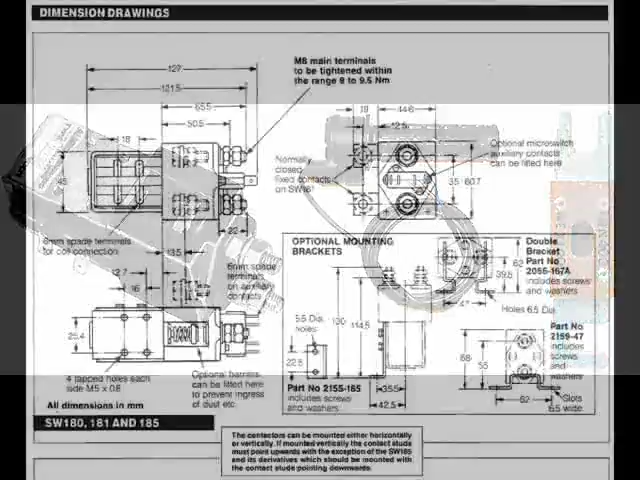 DIMENSION DRAWINGS
M8 main terminals
to be tightened within
the range 8 to 9.5 Nm
127
121.5
65.5
50.5
18
45
22
6mm spade terminals
for coil connection
13.5
19
44.6
12.5
Normally
closed
fixed contacts
on SW181
Optional microswitch
auxiliary contacts
can be fitted here
35
60.7
12.7
16
6mm spade
terminals
on auxiliary
contacts
25.4
4 tapped holes each
side M5 x 0.8
Optional barriers
can be fitted here
to prevent ingress
of dust etc.
All dimensions in mm
OPTIONAL MOUNTING
BRACKETS
Double
Bracket
Part No
2055-167A
includes screws
and washers
39.5
Holes 6.5 Dia.
5.5 Dia.
holes
130
114.5
22.5
Part No 2155-165
includes screws
and washers
35.5
42.5
Part No
2159-47
includes
screws
and
washers
68
55
62
Slots
6.5 wide
SW180, 181 AND 185
The contactors can be mounted either horizontally
or vertically. If mounted vertically the contact studs
must point upwards with the exception of the SW185
and its derivatives which should be mounted with
the contact studs pointing downwards.